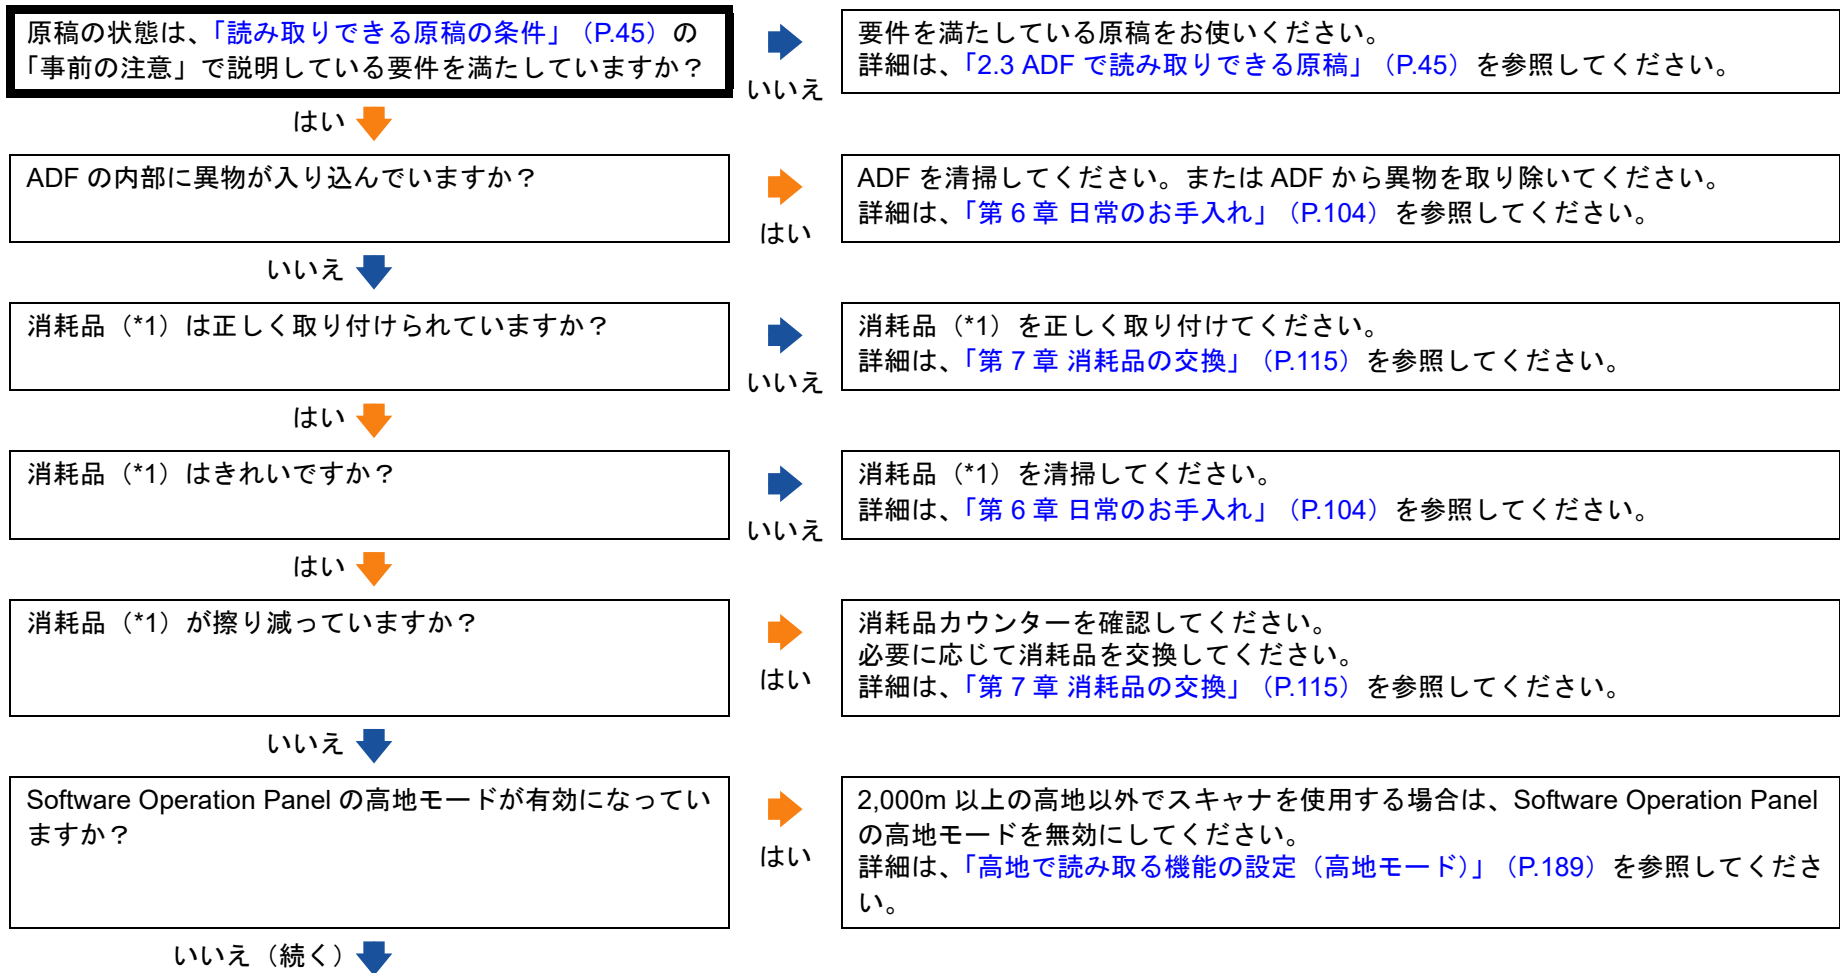 原稿の状態は、「読み取りできる原稿の条件」（P.45）の
「事前の注意」で説明している要件を満たしていますか？
いいえ
要件を満たしている原稿をお使いください。
詳細は、「2.3 ADF で読み取りできる原稿」（P.45）を参照してください。
はい
ADF の内部に異物が入り込んでいますか？
はい
ADF を清掃してください。または ADF から異物を取り除いてください。
詳細は、「第 6 章 日常のお手入れ」（P.104）を参照してください。
いいえ
消耗品（*1）は正しく取り付けられていますか？
いいえ
消耗品（*1）を正しく取り付けてください。
詳細は、「第 7 章 消耗品の交換」（P.115）を参照してください。
はい
消耗品（*1）はきれいですか？
いいえ
消耗品（*1）を清掃してください。
詳細は、「第 6 章 日常のお手入れ」（P.104）を参照してください。
はい
消耗品（*1）が擦り減っていますか？
はい
消耗品カウンターを確認してください。
必要に応じて消耗品を交換してください。
詳細は、「第 7 章 消耗品の交換」（P.115）を参照してください。
いいえ
Software Operation Panel の高地モードが有効になってい
ますか？
はい
2,000m 以上の高地以外でスキャナを使用する場合は、Software Operation Panel
の高地モードを無効にしてください。
詳細は、「高地で読み取る機能の設定（高地モード）」（P.189）を参照してくださ
い。
いいえ（続く）